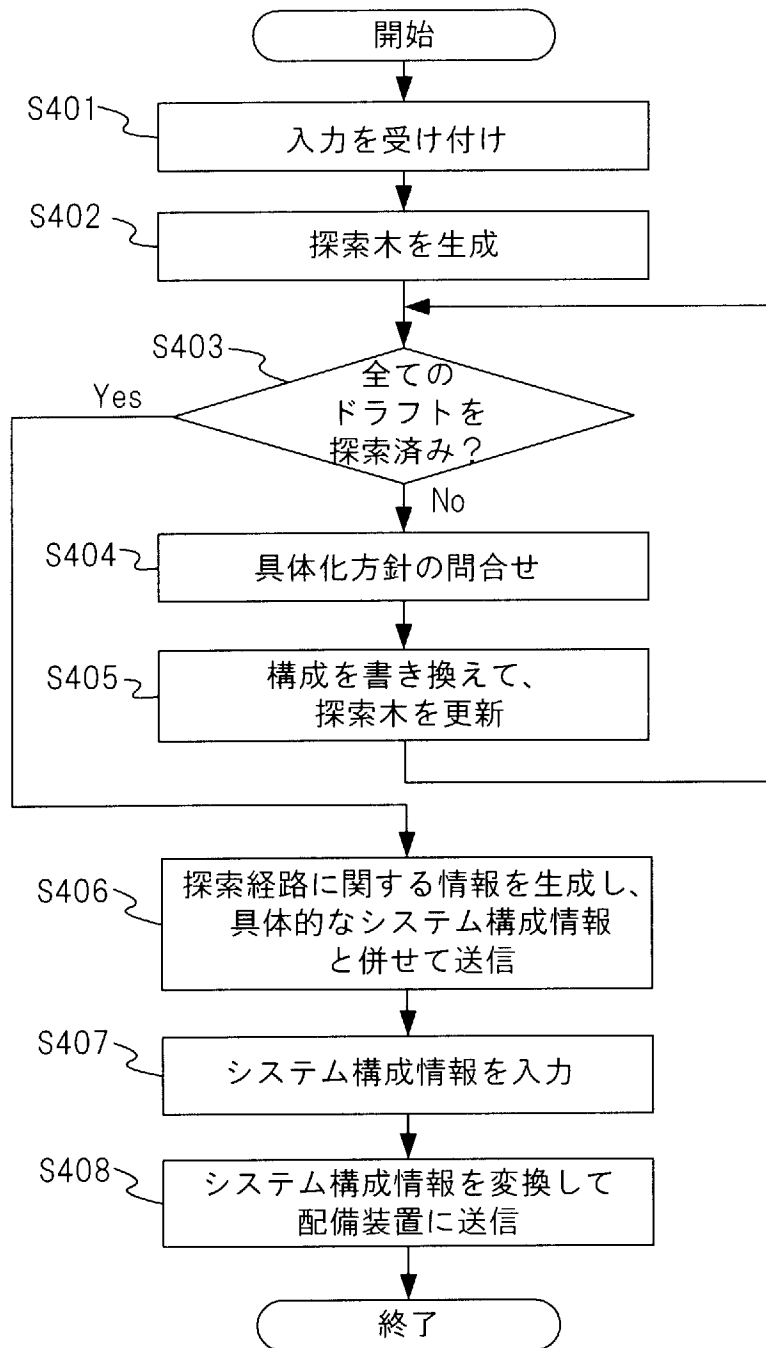 開始
S401
入力を受け付け
S402
探索木を生成
S403
全ての
ドラフトを
探索済み？
Yes
No
S404
具体化方針の問合せ
S405
構成を書き換えて、
探索木を更新
S406
探索経路に関する情報を生成し、
具体的なシステム構成情報
と併せて送信
S407
システム構成情報を入力
S408
システム構成情報を変換して
配備装置に送信
終了